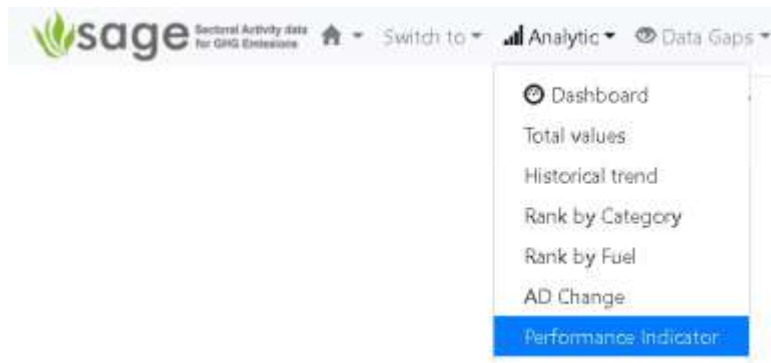 sage Sectoral Activity data
for GHG Emissions
Switch to Analytic Data Gaps
Dashboard
Total values
Historical trend
Rank by Category
Rank by Fuel
AD Change
Performance Indicator